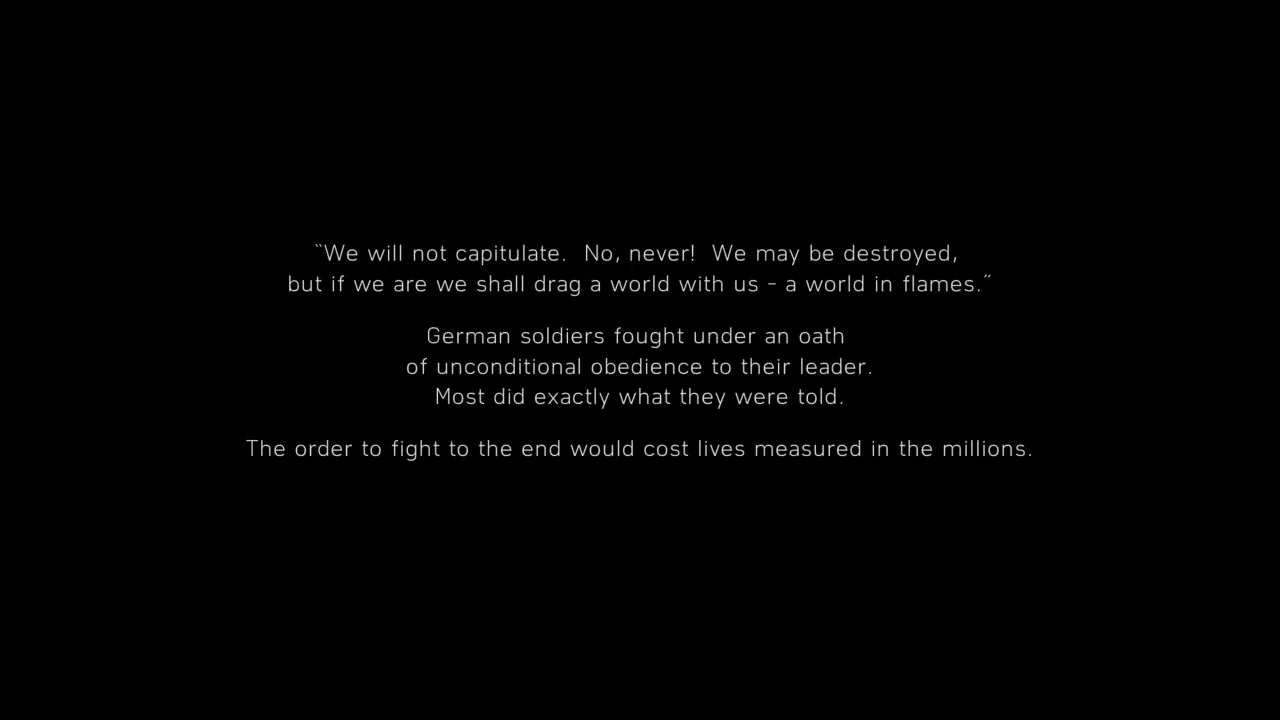 “We will not capitulate.  No, never!  We may be destroyed,
but if we are we shall drag a world with us - a world in flames.”
German soldiers fought under an oath
of unconditional obedience to their leader.
Most did exactly what they were told.
The order to fight to the end would cost lives measured in the millions.